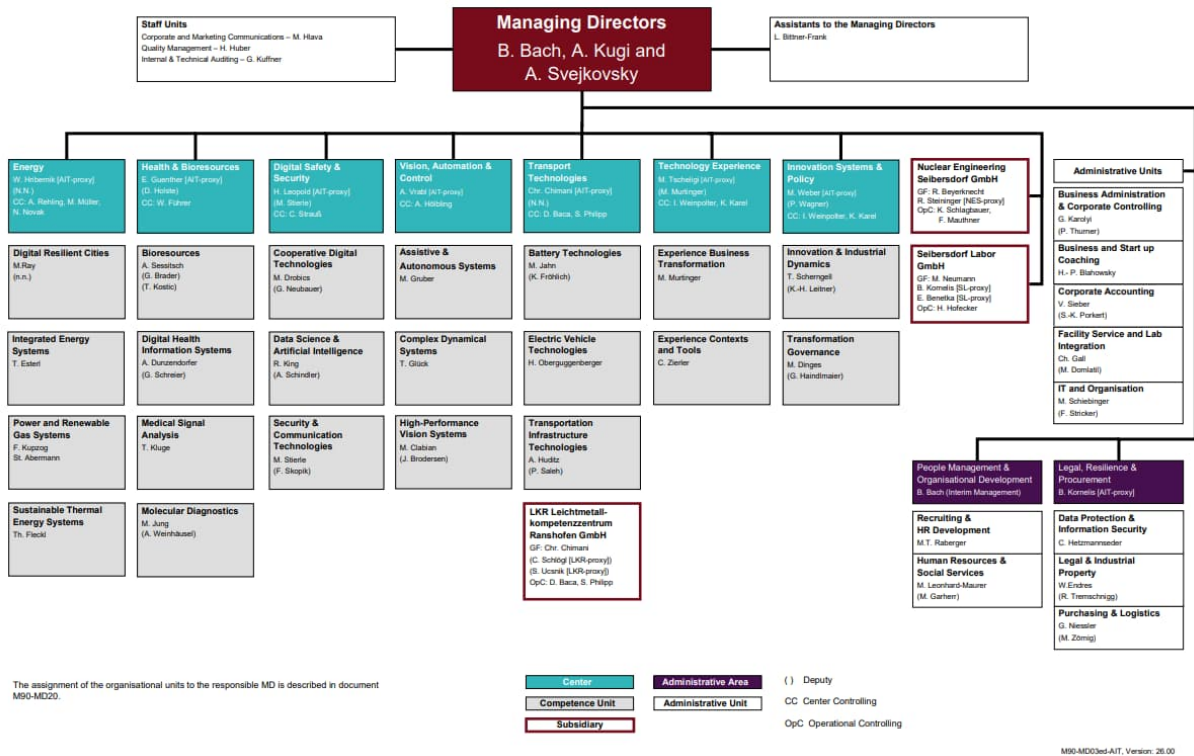 Staff Units
Corporate and Marketing Communications – M. Hlava
Quality Management – H. Huber
Internal & Technical Auditing – G. Kuffner
Managing Directors
B. Bach, A. Kugi and
A. Svejkovsky
Assistants to the Managing Directors
L. Bittner-Frank
Energy
W. Hribernik [AIT-proxy]
(N.N.)
CC: A. Rehling, M. Müller,
N. Novak
Digital Resilient Cities
M.Ray
(n.n.)
Integrated Energy
Systems
T. Esterl
Power and Renewable
Gas Systems
F. Kupzog
St. Abermann
Sustainable Thermal
Energy Systems
Th. Fleckl
Health & Bioresources
E. Guenther [AIT-proxy]
(D. Holste)
CC: W. Führer
Bioresources
A. Sessitsch
(G. Brader)
(T. Kostic)
Digital Health
Information Systems
A. Dunzendorfer
(G. Schreier)
Medical Signal
Analysis
T. Kluge
Molecular Diagnostics
M. Jung
(A. Weinhäusel)
Digital Safety &
Security
H. Leopold [AIT-proxy]
(M. Stierle)
CC: C. Strauß
Cooperative Digital
Technologies
M. Drobics
(G. Neubauer)
Data Science &
Artificial Intelligence
R. King
(A. Schindler)
Security &
Communication
Technologies
M. Stierle
(F. Skopik)
Vision, Automation &
Control
A. Vrabl [AIT-proxy]
CC: A. Hölbling
Assistive &
Autonomous Systems
M. Gruber
Complex Dynamical
Systems
T. Glück
High-Performance
Vision Systems
M. Clabian
(J. Brodersen)
Transport
Technologies
Chr. Chimani [AIT-proxy]
(N.N.)
CC: D. Baca, S. Philipp
Battery Technologies
M. Jahn
(K. Fröhlich)
Electric Vehicle
Technologies
H. Oberguggenberger
Transportation
Infrastructure
Technologies
A. Huditz
(P. Saleh)
LKR Leichtmetall-
kompetenzzentrum
Ranshofen GmbH
GF: Chr. Chimani
(C. Schlögl [LKR-proxy])
(S. Ucsnik [LKR-proxy])
OpC: D. Baca, S. Philipp
Technology Experience
M. Tscheligi [AIT-proxy]
(M. Murtinger)
CC: I. Weinpolter, K. Karel
Experience Business
Transformation
M. Murtinger
Experience Contexts
and Tools
C. Zierler
Innovation Systems &
Policy
M. Weber [AIT-proxy]
(P. Wagner)
CC: I. Weinpolter, K. Karel
Innovation & Industrial
Dynamics
T. Scherngell
(K.-H. Leitner)
Transformation
Governance
M. Dinges
(G. Haindlmaier)
Nuclear Engineering
Seibersdorf GmbH
GF: R. Beyerknecht
R. Steininger [NES-proxy]
OpC: K. Schlagbauer,
F. Mauthner
Seibersdorf Labor
GmbH
GF: M. Neumann
B. Kornelis [SL-proxy]
E. Benetka [SL-proxy]
OpC: H. Hofecker
Administrative Units
Business Administration
& Corporate Controlling
G. Karolyi
(P. Thurner)
Business and Start up
Coaching
H.- P. Blahowsky
Corporate Accounting
V. Sieber
(S.-K. Porkert)
Facility Service and Lab
Integration
Ch. Gall
(M. Domlatil)
IT and Organisation
M. Schiebinger
(F. Stricker)
People Management &
Organisational Development
B. Bach (Interim Management)
Recruiting &
HR Development
M.T. Raberger
Human Resources &
Social Services
M. Leonhard-Maurer
(M. Garherr)
Legal, Resilience &
Procurement
B. Kornelis [AIT-proxy]
Data Protection &
Information Security
C. Hetzmannseder
Legal & Industrial
Property
W.Endres
(R. Tremschnigg)
Purchasing & Logistics
G. Niessler
(M. Zörnig)
The assignment of the organisational units to the responsible MD is described in document
M90-MD20.
Center
Administrative Area
( ) Deputy
Competence Unit
Administrative Unit
CC Center Controlling
Subsidiary
OpC Operational Controlling
M90-MD03ed-AIT, Version: 26.00